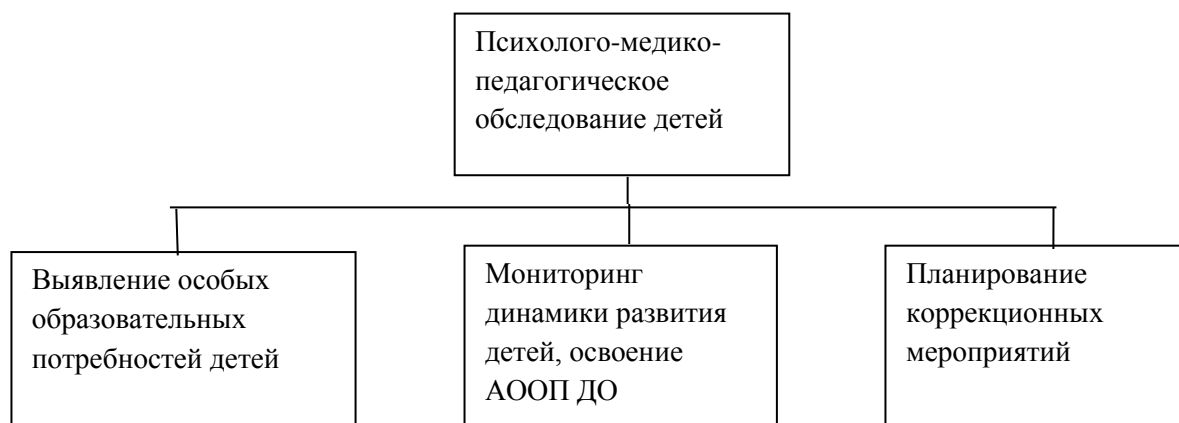 Психолого-медико-
педагогическое
обследование детей
Выявление особых
образовательных
потребностей детей
Мониторинг
динамики развития
детей, освоение
АООП ДО
Планирование
коррекционных
мероприятий